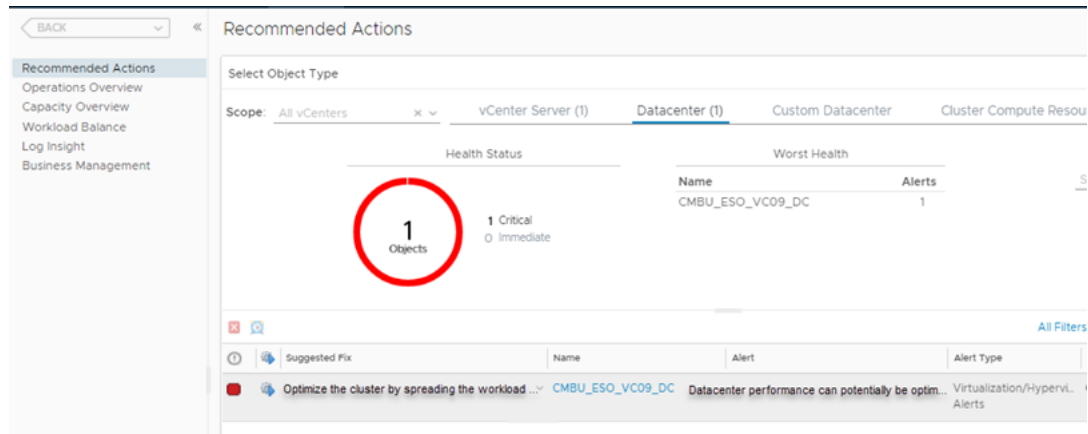 BACK
Recommended Actions
Recommended Actions
Operations Overview
Capacity Overview
Workload Balance
Log Insight
Business Management
Select Object Type
Scope: All vCenters
vCenter Server (1)
Datacenter (1)
Custom Datacenter
Cluster Compute Resou
Health Status
Worst Health
1
Objects
1 Critical
0 Immediate
Name Alerts
CMBU_ESO_VC09_DC 1
S
All Filters
Suggested Fix Name Alert Alert Type
Optimize the cluster by spreading the workload ... CMBU_ESO_VC09_DC Datacenter performance can potentially be optim... Virtualization/Hypervi..
Alerts